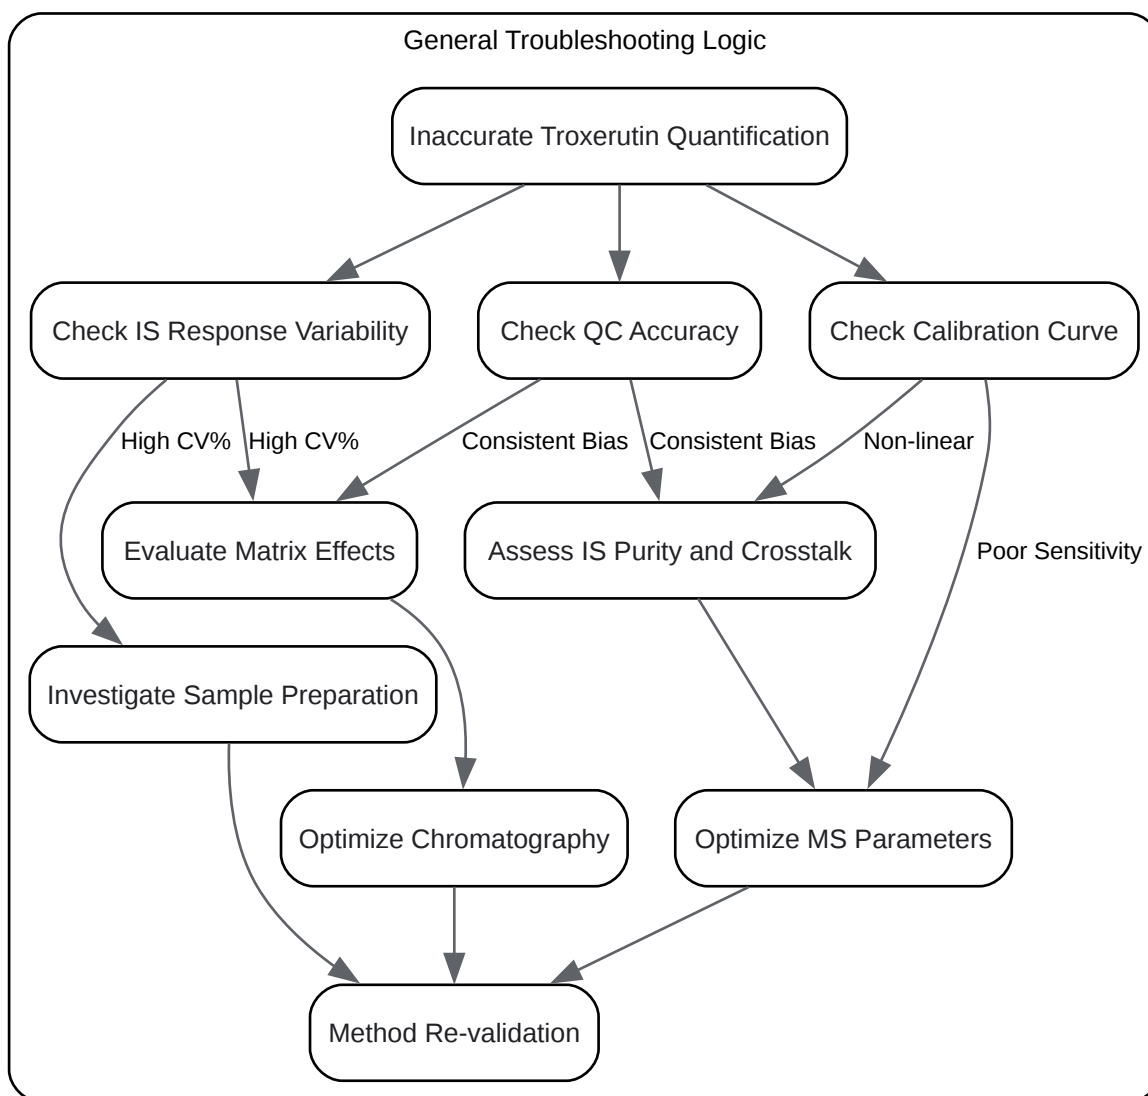 General Troubleshooting Logic
Inaccurate Troxerutin Quantification
Check IS Response Variability
Check QC Accuracy
Check Calibration Curve
High CV%
High CV%
Consistent Bias
Consistent Bias
Non-linear
Evaluate Matrix Effects
Assess IS Purity and Crosstalk
Poor Sensitivity
Investigate Sample Preparation
Optimize Chromatography
Optimize MS Parameters
Method Re-validation